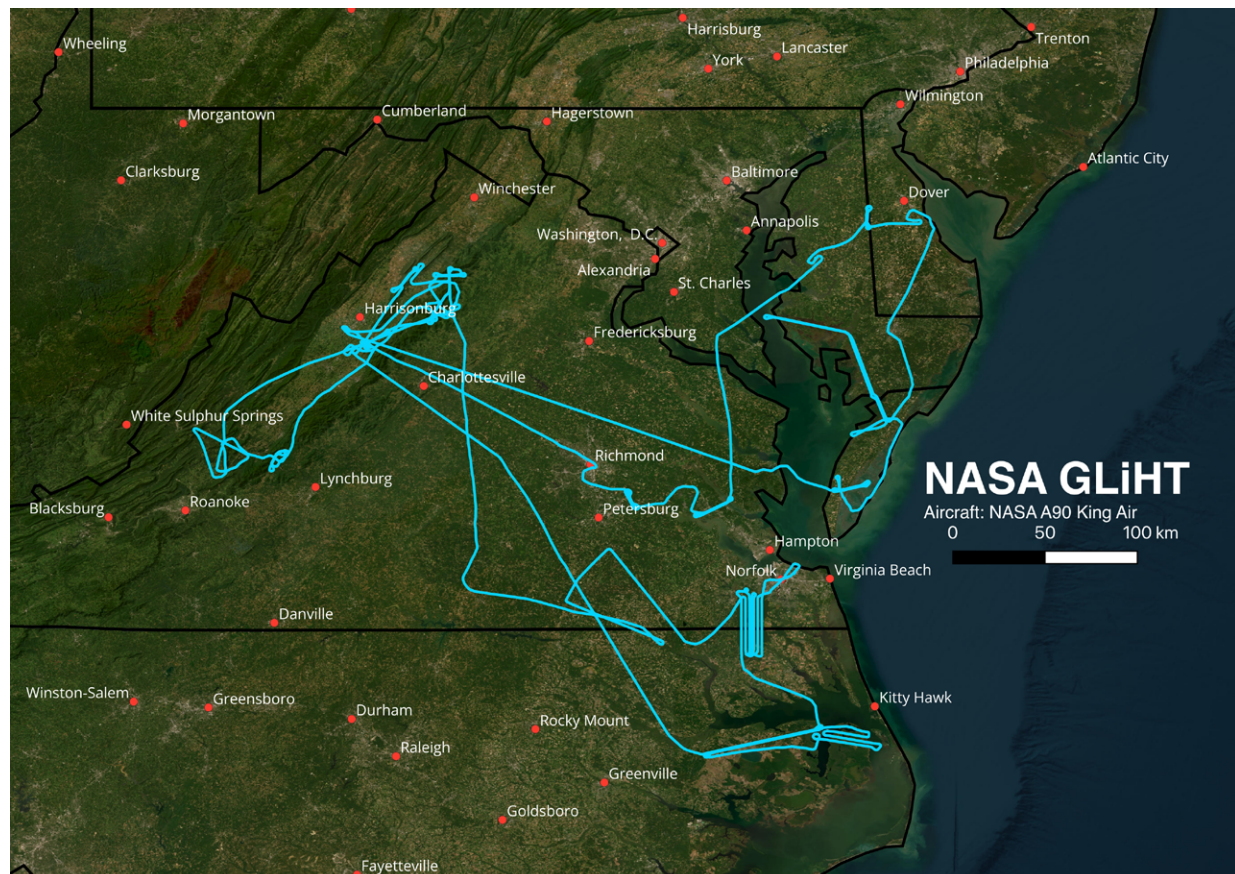 Harrisburg
Trenton
Wheeling
Lancaster
York
Philadelphia
Wilmington
Morgantown
Cumberland
Hagerstown
Atlantic City
Clarksburg
Baltimore
Winchester
Dover
Annapolis
Washington, D.C.
Alexandria
St. Charles
Harrisonburg
Fredericksburg
Charlottesville
White Sulphur Springs
Richmond
NASA GLiHT
Aircraft: NASA A90 King Air
0 50 100 km
Lynchburg
Roanoke
Blacksburg
Petersburg
Hampton
Norfolk
Virginia Beach
Danville
Winston-Salem
Greensboro
Kitty Hawk
Durham
Rocky Mount
Raleigh
Greenville
Goldsboro
Fayetteville